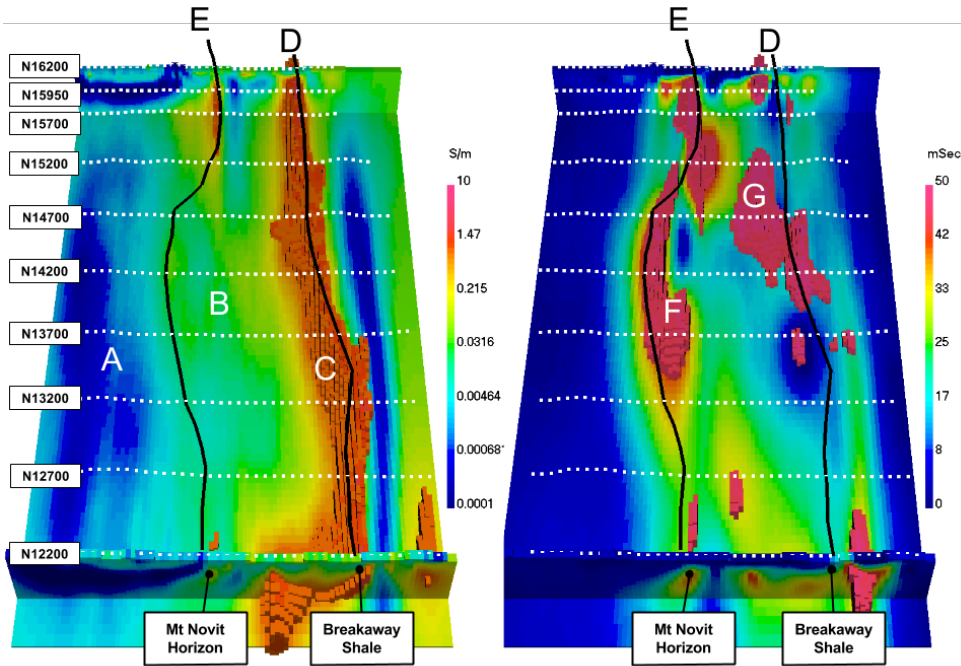 E
D
E
D
N16200
N15950
N15700
N15200
N14700
N14200
N13700
N13200
N12700
N12200
A
B
C
S/m
10
1.47
0.215
0.0316
0.00464
0.00068
0.0001
F
G
mSec
50
42
33
25
17
8
0
Mt Novit
Horizon
Breakaway
Shale
Mt Novit
Horizon
Breakaway
Shale